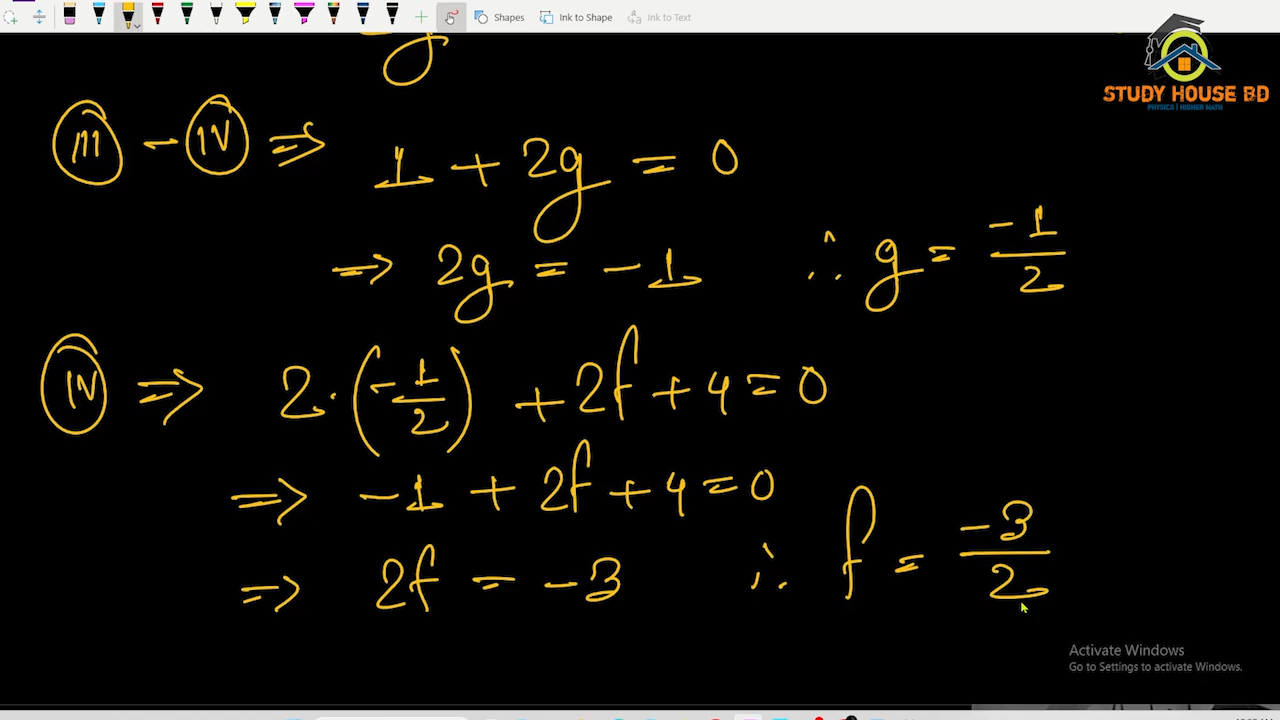 Shapes Ink to Shape Ink to Text
STUDY HOUSE BD
PHYSICS | HIGHER MATH
g
III - IV ⇒ 1 + 2g = 0
⇒ 2g = -1 ∴ g = -1/2
IV ⇒ 2·(-1/2) + 2f + 4 = 0
⇒ -1 + 2f + 4 = 0
⇒ 2f = -3 ∴ f = -3/2
Activate Windows
Go to Settings to activate Windows.